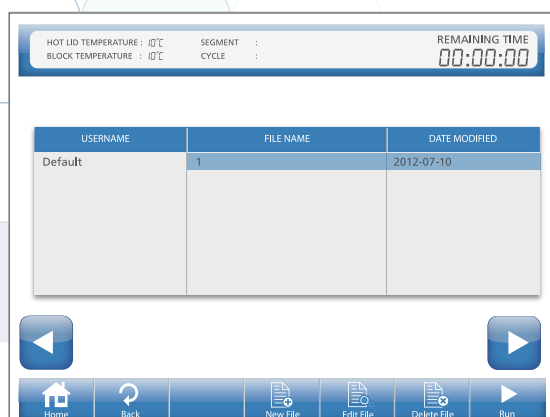 HOT LID TEMPERATURE : 10°C SEGMENT : REMAINING TIME
BLOCK TEMPERATURE : 10°C CYCLE : 00:00:00
USERNAME FILE NAME DATE MODIFIED
Default 1 2012-07-10
Home Back New File Edit File Delete File Run